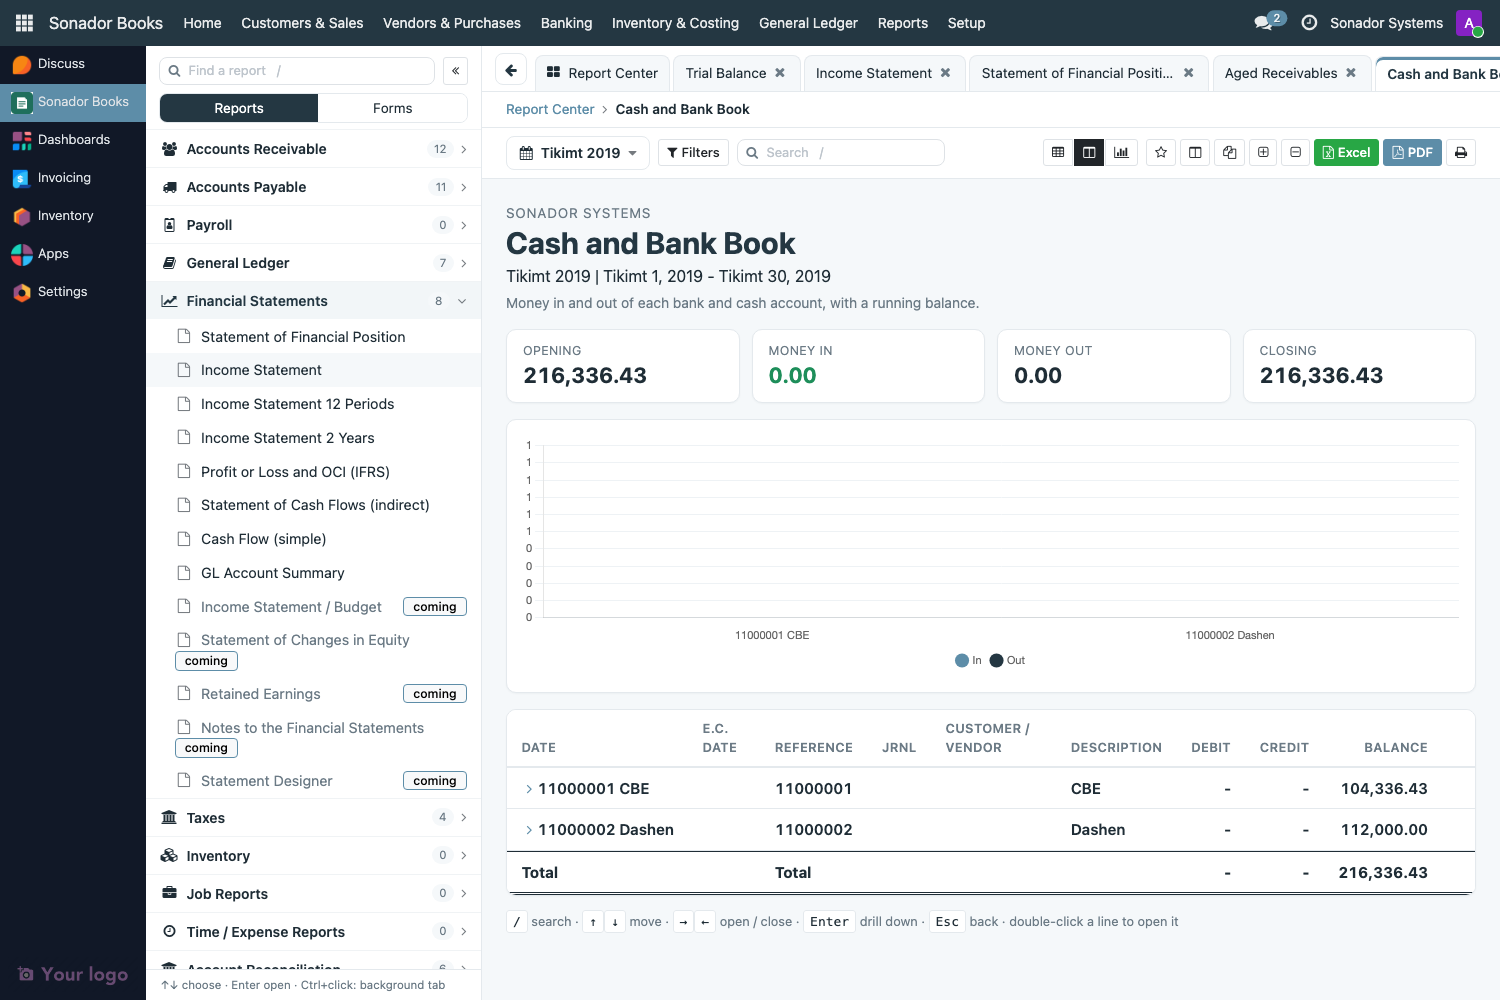 Sonador Books Home Customers & Sales Vendors & Purchases Banking Inventory & Costing General Ledger Reports Setup 2 Sonador Systems A
Discuss
Sonador Books
Dashboards
Invoicing
Inventory
Apps
Settings
Your logo
Find a report / «
Reports Forms
Accounts Receivable 12
Accounts Payable 11
Payroll 0
General Ledger 7
Financial Statements 8
Statement of Financial Position
Income Statement
Income Statement 12 Periods
Income Statement 2 Years
Profit or Loss and OCI (IFRS)
Statement of Cash Flows (indirect)
Cash Flow (simple)
GL Account Summary
Income Statement / Budget coming
Statement of Changes in Equity
coming
Retained Earnings coming
Notes to the Financial Statements
coming
Statement Designer coming
Taxes 4
Inventory 0
Job Reports 0
Time / Expense Reports 0
Account Reconciliation 6
↑↓ choose · Enter open · Ctrl+click: background tab
Report Center Trial Balance Income Statement Statement of Financial Positi... Aged Receivables Cash and Bank B
Report Center > Cash and Bank Book
Tikimt 2019 Filters Search / Excel PDF
SONADOR SYSTEMS
Cash and Bank Book
Tikimt 2019 | Tikimt 1, 2019 - Tikimt 30, 2019
Money in and out of each bank and cash account, with a running balance.
OPENING MONEY IN MONEY OUT CLOSING
216,336.43 0.00 0.00 216,336.43
1
1
1
1
1
1
0
0
0
0
0
11000001 CBE 11000002 Dashen
In Out
DATE E.C. DATE REFERENCE JRNL CUSTOMER / VENDOR DESCRIPTION DEBIT CREDIT BALANCE
11000001 CBE 11000001 CBE - - 104,336.43
11000002 Dashen 11000002 Dashen - - 112,000.00
Total Total - - 216,336.43
/ search · ↑ ↓ move · → ← open / close · Enter drill down · Esc back · double-click a line to open it